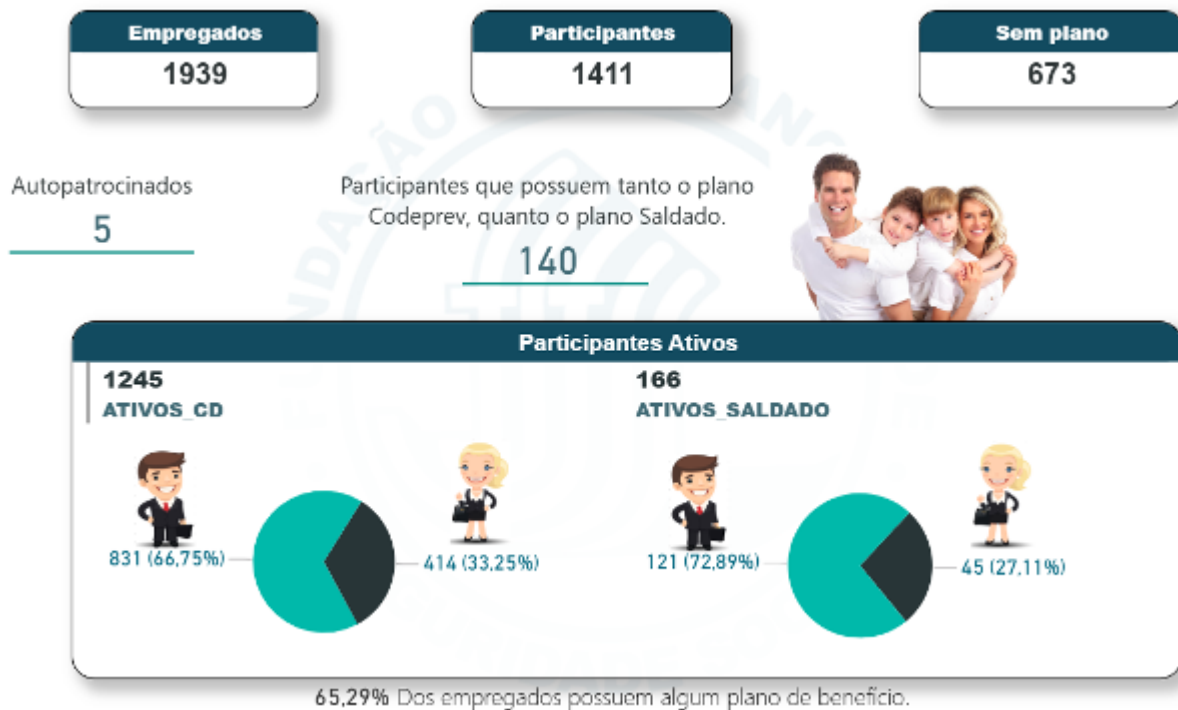 Empregados
1939
Participantes
1411
Sem plano
673
Autopatrocinados
5
Participantes que possuem tanto o plano
Codeprev, quanto o plano Saldado.
140
Participantes Ativos
1245
ATIVOS_CD
166
ATIVOS_SALDADO
831 (66,75%)
414 (33,25%)
121 (72,89%)
45 (27,11%)
65,29% Dos empregados possuem algum plano de benefício.